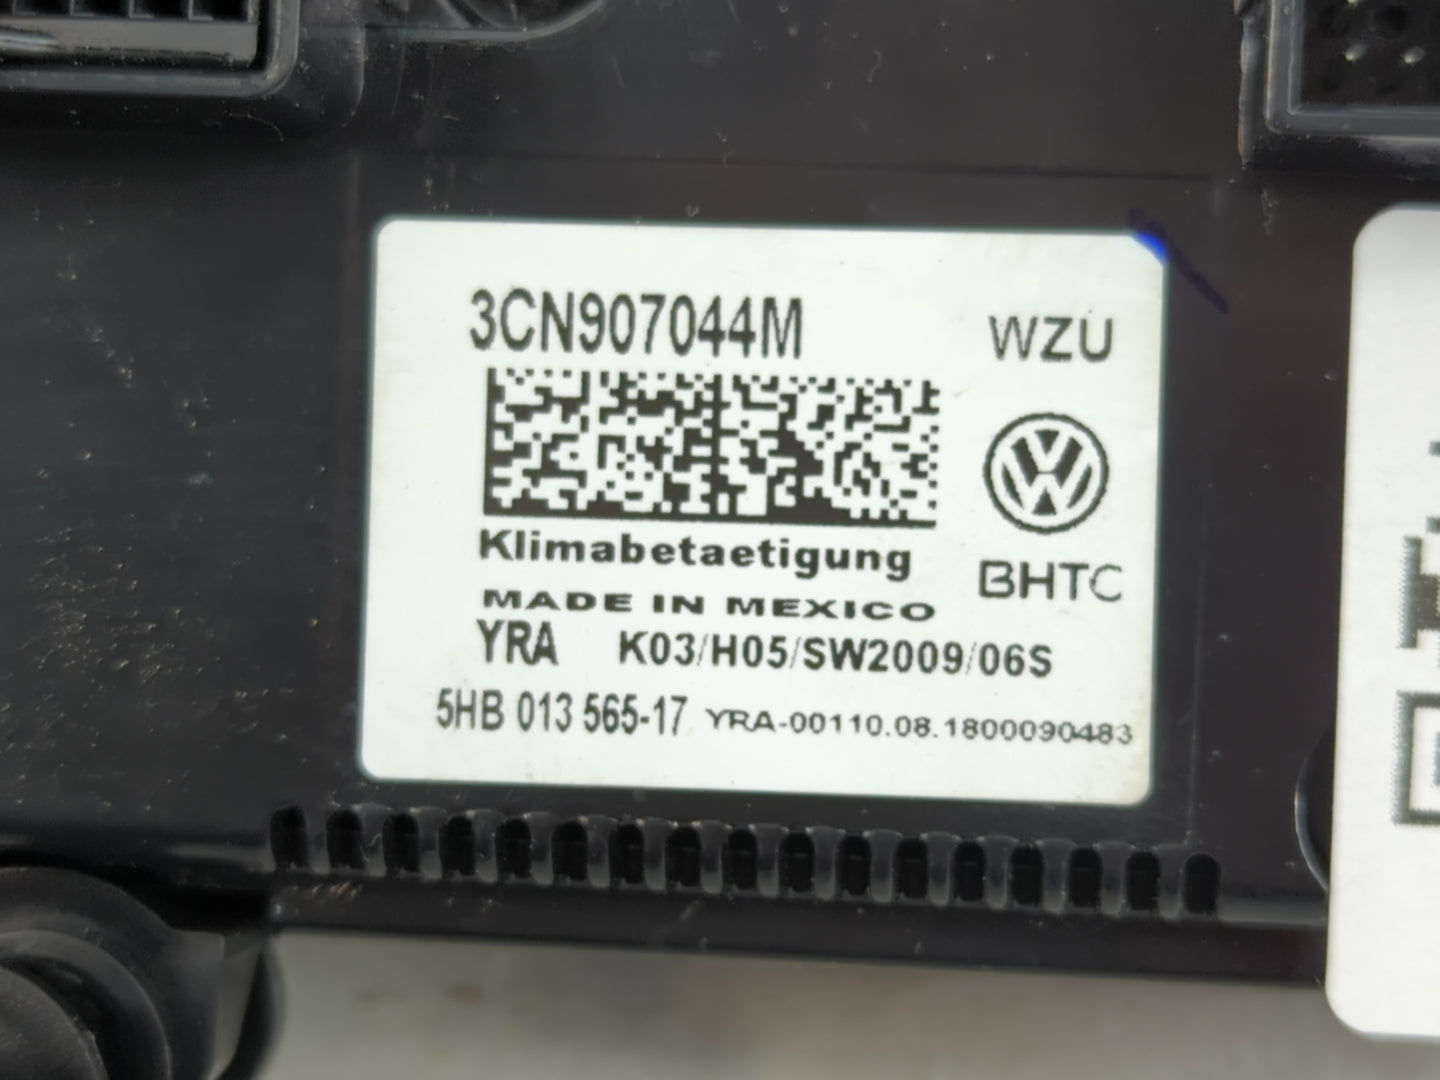 3CN907044M WZU
Klimabetaetigung
BHTC
MADE IN MEXICO
YRA K03/H05/SW2009/06S
5HB 013 565-17 YRA-00110.08.1800090483